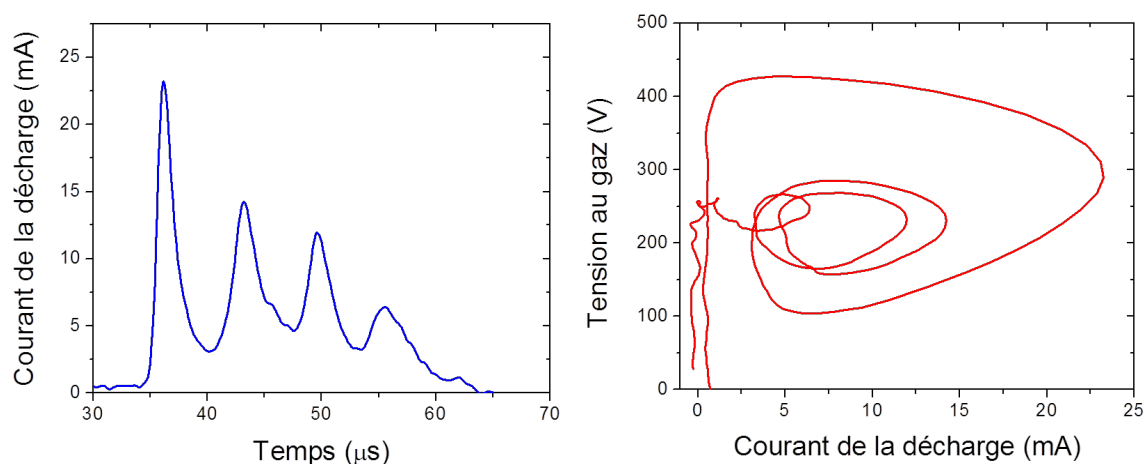 Courant de la décharge (mA)
25
20
15
10
5
0
30 40 50 60 70
Temps (μs)
Tension au gaz (V)
500
400
300
200
100
0
0 5 10 15 20 25
Courant de la décharge (mA)